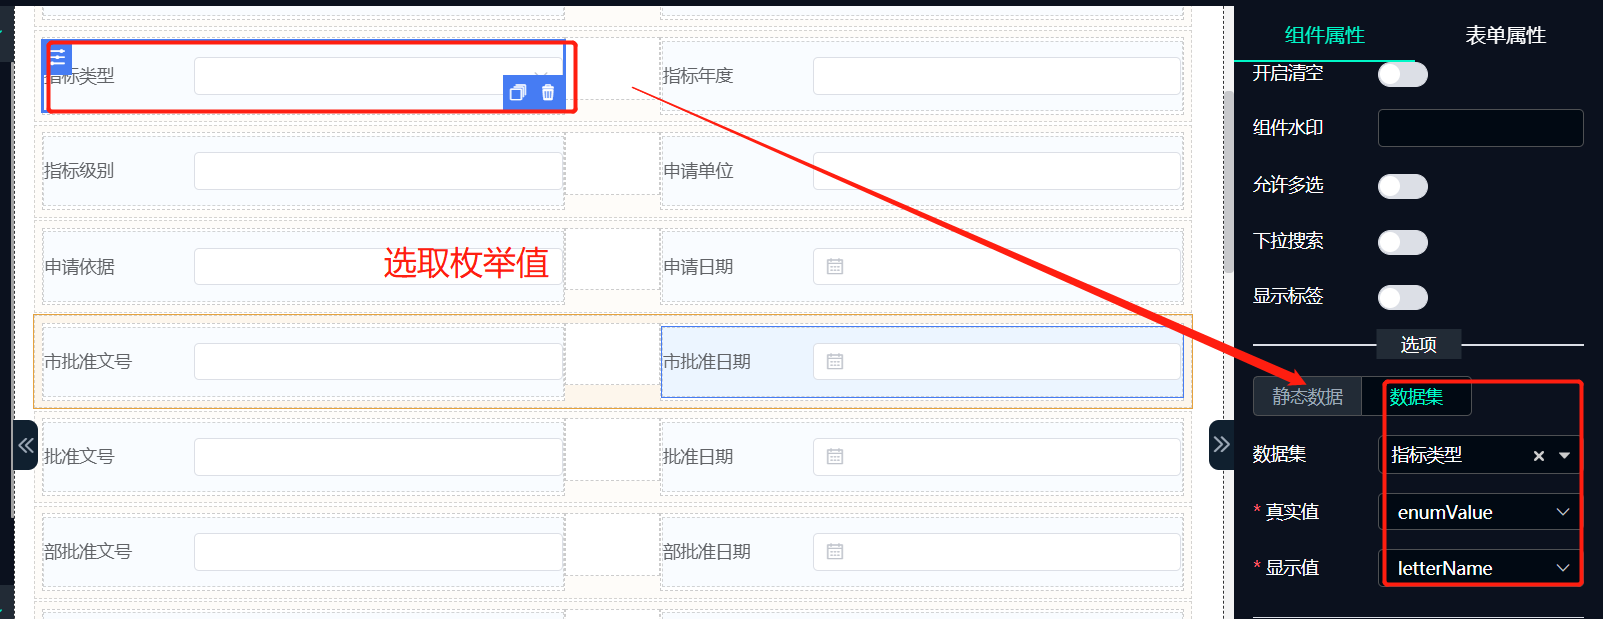 组件属性 表单属性
开启清空
指标类型 指标年度
组件水印
指标级别 申请单位
允许多选
下拉搜索
申请依据 选取枚举值 申请日期
显示标签
选项
市批准文号 市批准日期
静态数据 数据集
批准文号 批准日期
数据集 指标类型
* 真实值 enumValue
部批准文号 部批准日期
* 显示值 letterName